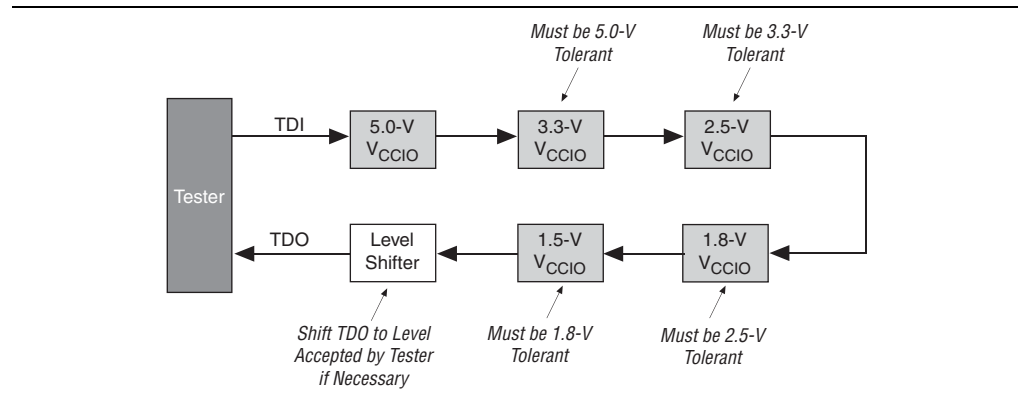 Must be 5.0-V
Tolerant
Must be 3.3-V
Tolerant
Tester
TDI
5.0-V
VCCIO
3.3-V
VCCIO
2.5-V
VCCIO
TDO
Level
Shifter
1.5-V
VCCIO
1.8-V
VCCIO
Shift TDO to Level
Accepted by Tester
if Necessary
Must be 1.8-V
Tolerant
Must be 2.5-V
Tolerant